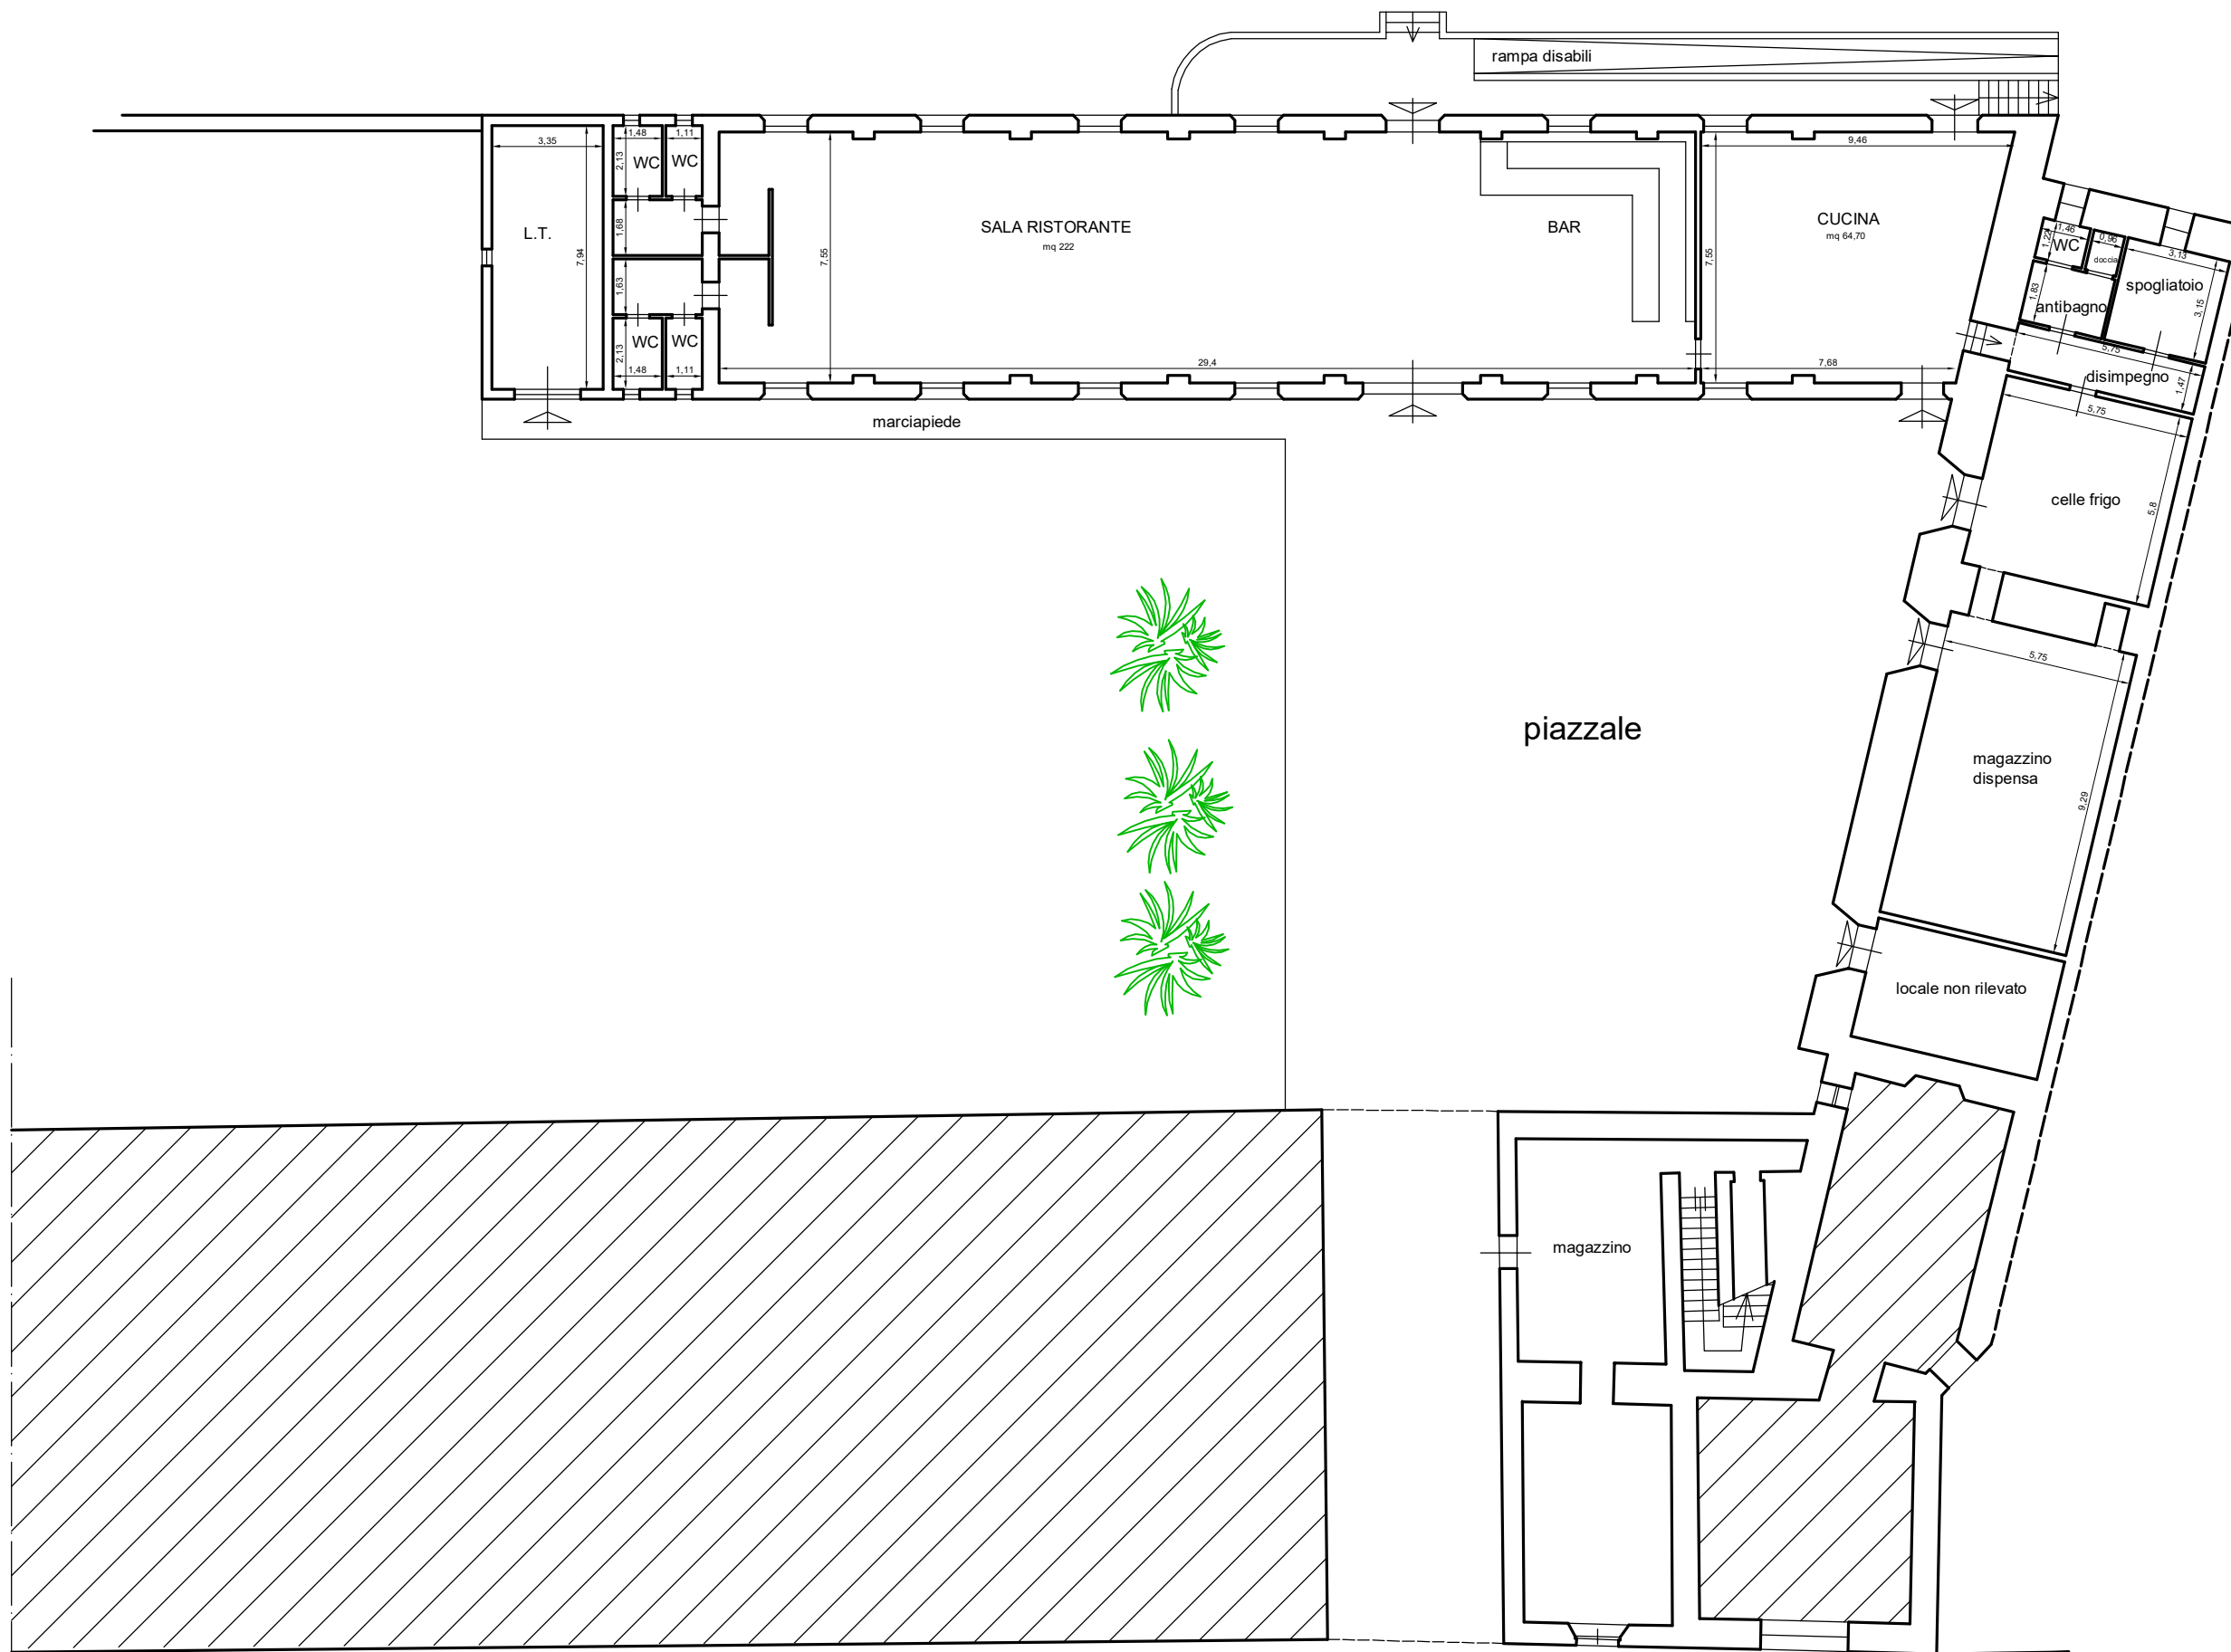 rampa disabili
3,35
1,48
1,11
9,46
2,13
WC
WC
L.T.
7,94
1,68
7,55
SALA RISTORANTE
mq 222
BAR
7,55
CUCINA
mq 64,70
1,22
1,46
WC
0,96
doccia
3,13
spogliatoio
3,15
1,83
antibagno
1,63
2,13
WC
WC
1,48
1,11
29,4
7,68
5,75
disimpegno
1,47
5,75
marciapiede
celle frigo
5,8
5,75
piazzale
magazzino
dispensa
9,29
locale non rilevato
magazzino